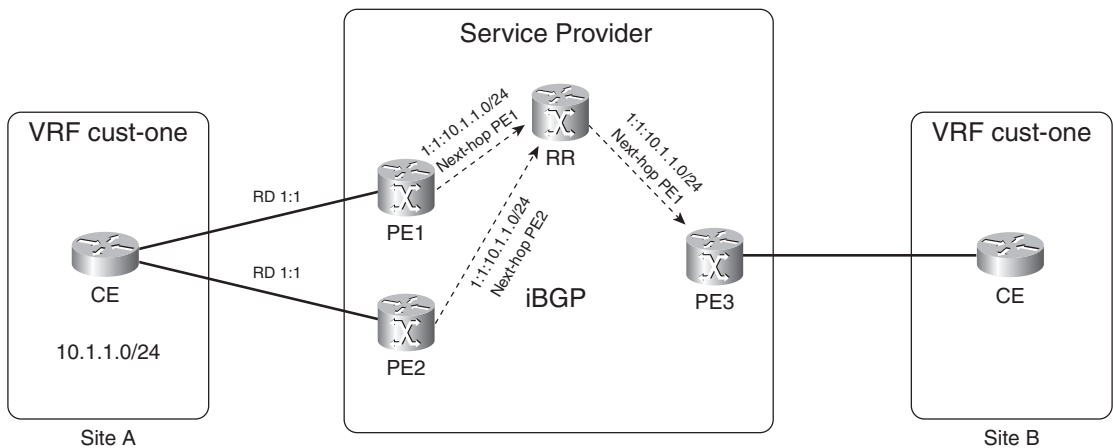 Service Provider
VRF cust-one
CE
10.1.1.0/24
Site A
RD 1:1
RD 1:1
PE1
PE2
1:1:10.1.1.0/24
Next-hop PE1
1:1:10.1.1.0/24
Next-hop PE2
RR
1:1:10.1.1.0/24
Next-hop PE1
iBGP
PE3
VRF cust-one
CE
Site B